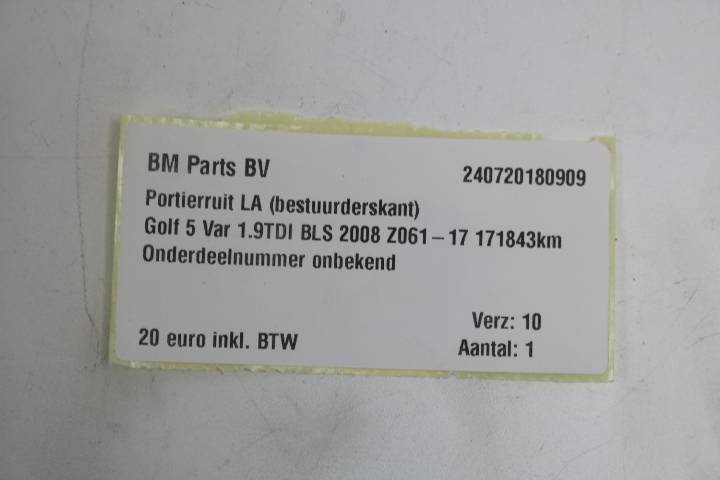 BM Parts BV 240720180909
Portierruit LA (bestuurderskant)
Golf 5 Var 1.9TDI BLS 2008 Z061-17 171843km
Onderdeelnummer onbekend
Verz: 10
20 euro inkl. BTW Aantal: 1